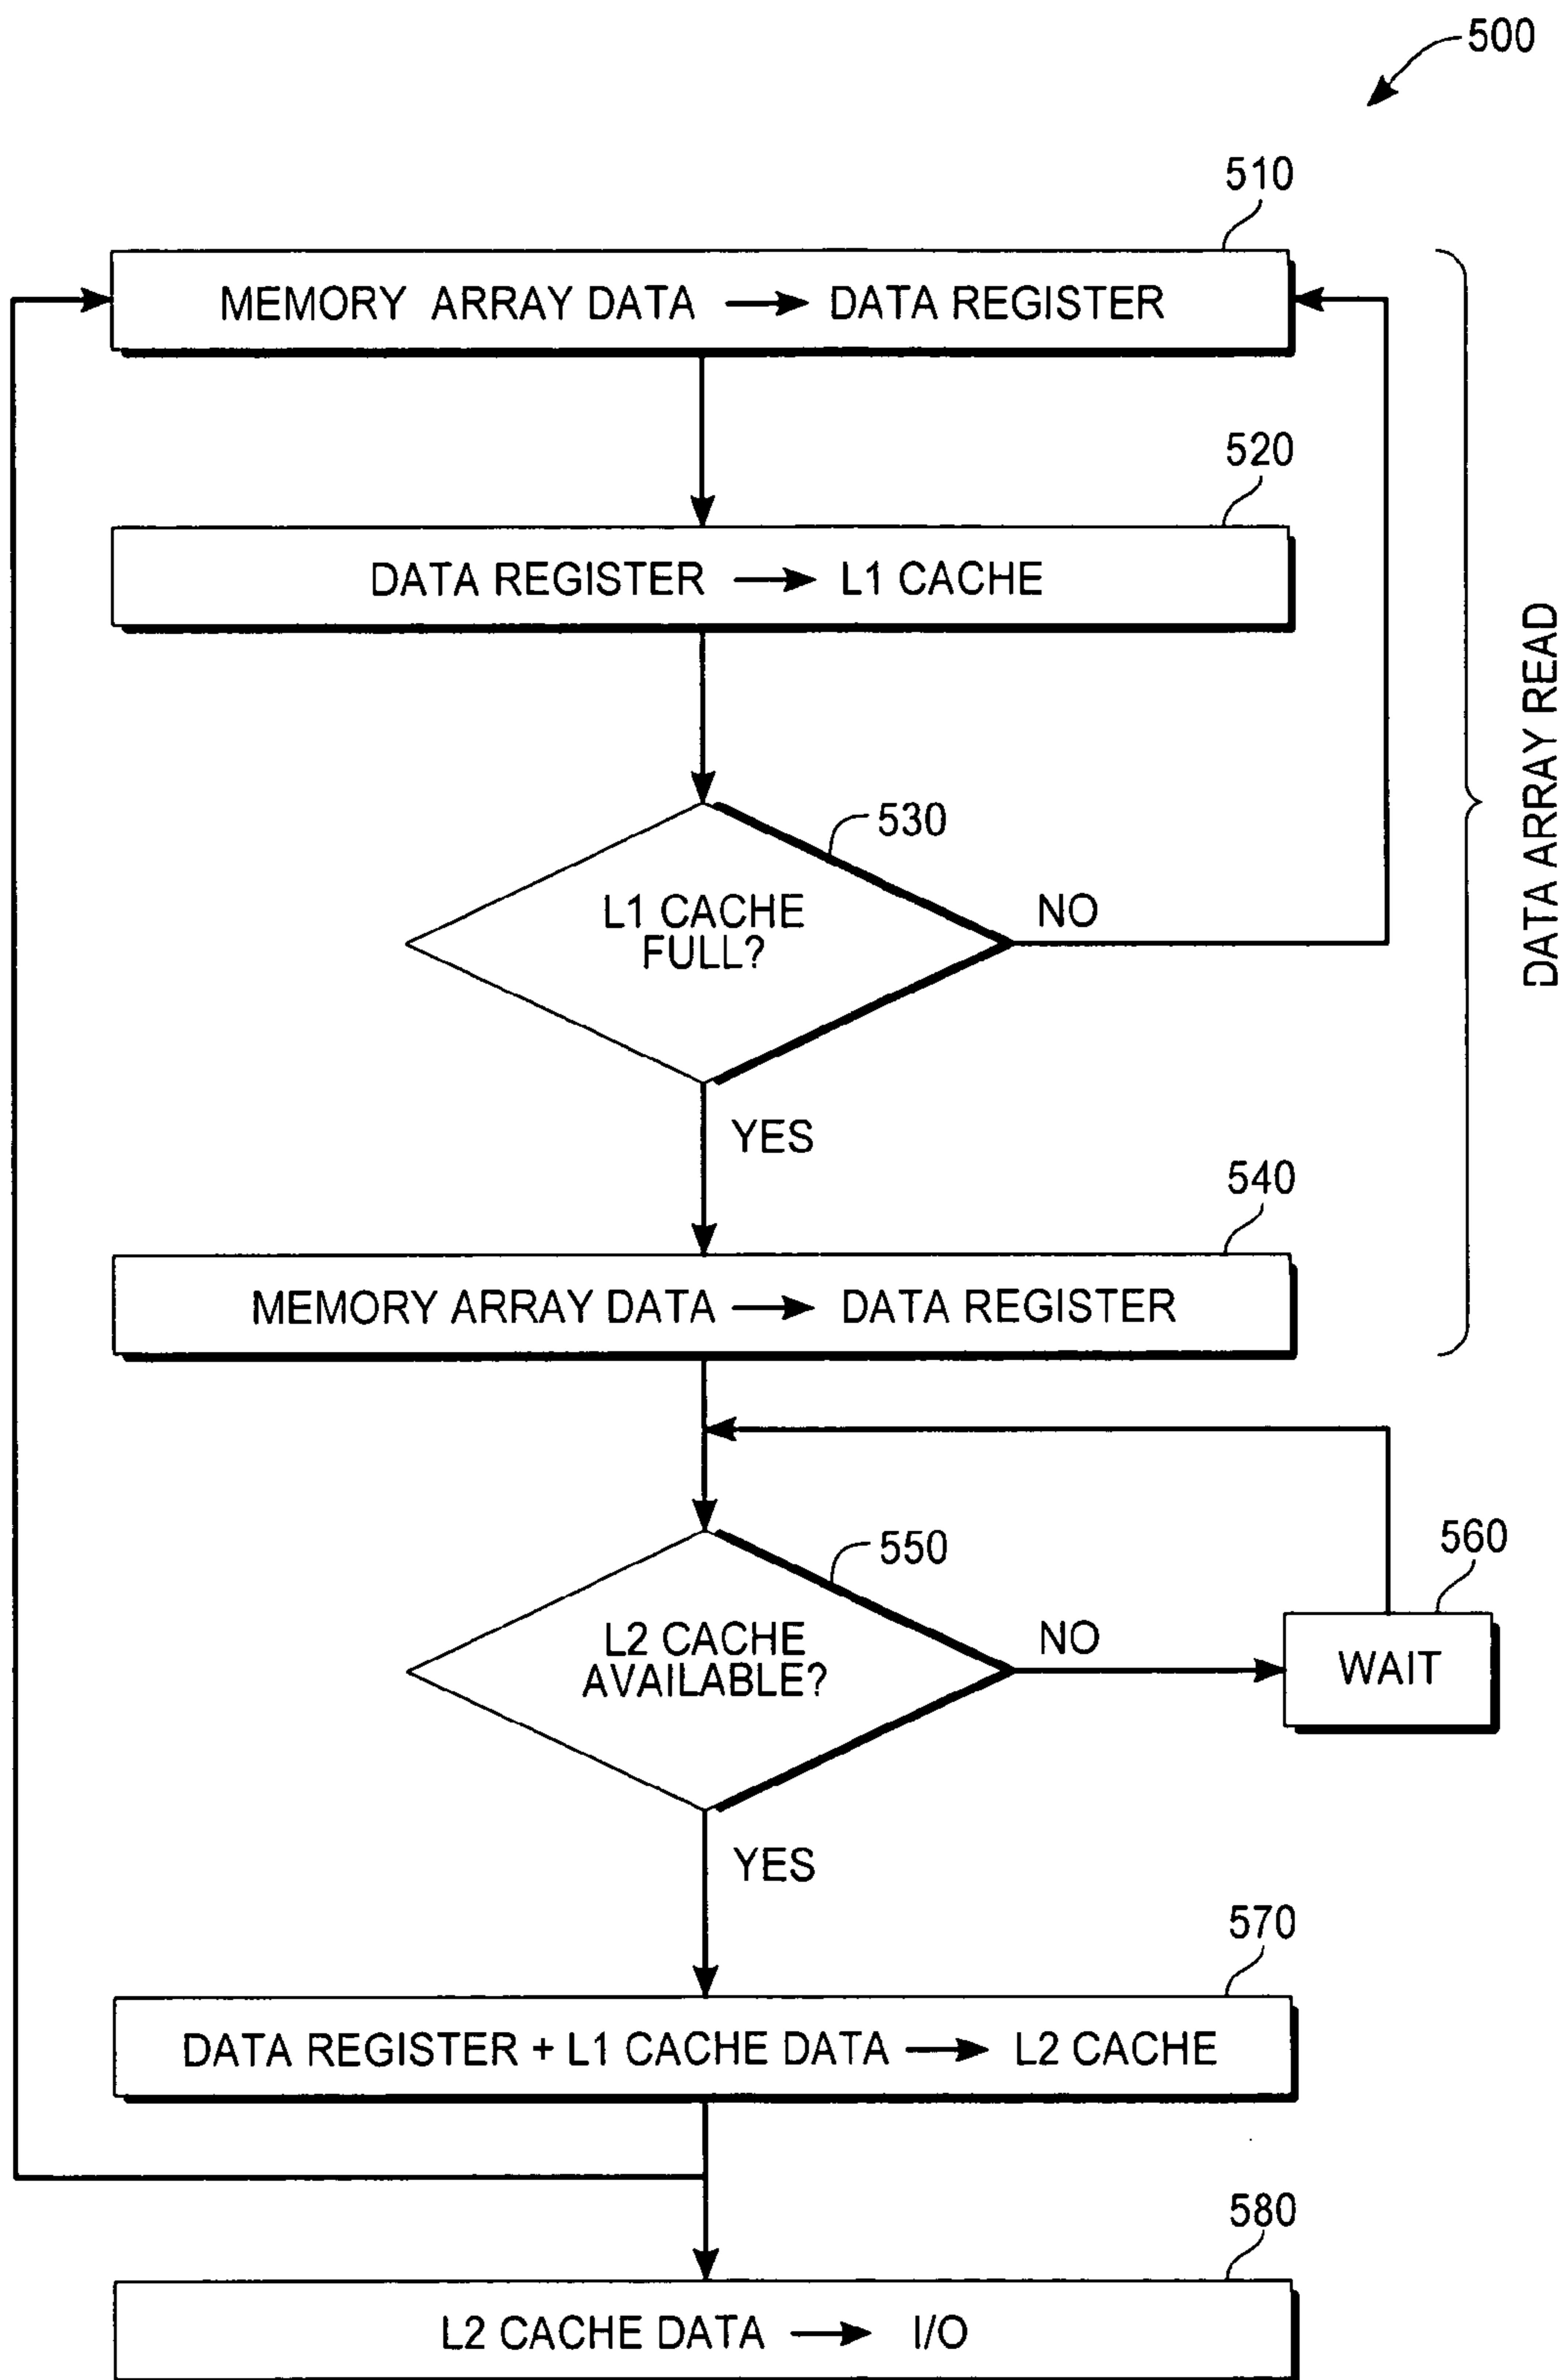 500
510
MEMORY ARRAY DATA → DATA REGISTER
520
DATA REGISTER → L1 CACHE
530
L1 CACHE
FULL?
NO
YES
DATA ARRAY READ
540
MEMORY ARRAY DATA → DATA REGISTER
550
L2 CACHE
AVAILABLE?
NO
560
WAIT
YES
570
DATA REGISTER + L1 CACHE DATA → L2 CACHE
580
L2 CACHE DATA → I/O